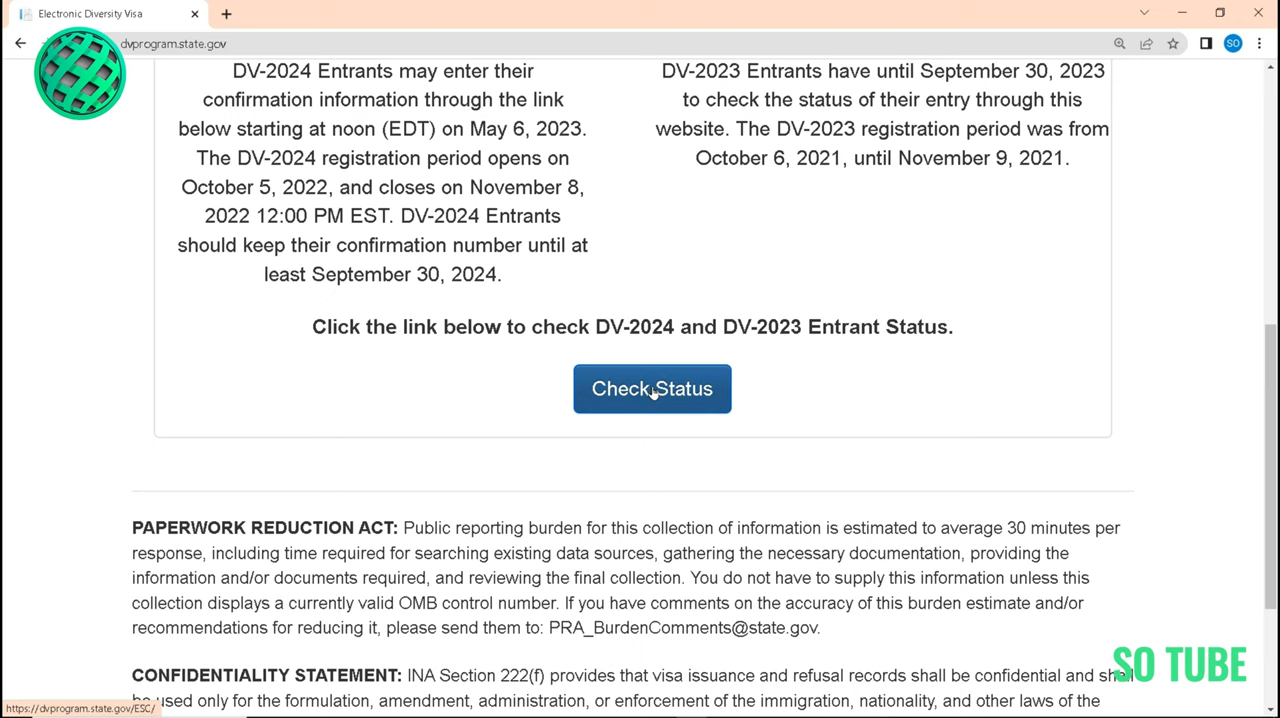 Electronic Diversity Visa
dvprogram.state.gov
SO
DV-2024 Entrants may enter their
confirmation information through the link
below starting at noon (EDT) on May 6, 2023.
The DV-2024 registration period opens on
October 5, 2022, and closes on November 8,
2022 12:00 PM EST. DV-2024 Entrants
should keep their confirmation number until at
least September 30, 2024.
DV-2023 Entrants have until September 30, 2023
to check the status of their entry through this
website. The DV-2023 registration period was from
October 6, 2021, until November 9, 2021.
Click the link below to check DV-2024 and DV-2023 Entrant Status.
Check Status
PAPERWORK REDUCTION ACT: Public reporting burden for this collection of information is estimated to average 30 minutes per
response, including time required for searching existing data sources, gathering the necessary documentation, providing the
information and/or documents required, and reviewing the final collection. You do not have to supply this information unless this
collection displays a currently valid OMB control number. If you have comments on the accuracy of this burden estimate and/or
recommendations for reducing it, please send them to: PRA_BurdenComments@state.gov.
CONFIDENTIALITY STATEMENT: INA Section 222(f) provides that visa issuance and refusal records shall be confidential and shall
be used only for the formulation, amendment, administration, or enforcement of the immigration, nationality, and other laws of the
SO TUBE
https://dvprogram.state.gov/ESC/